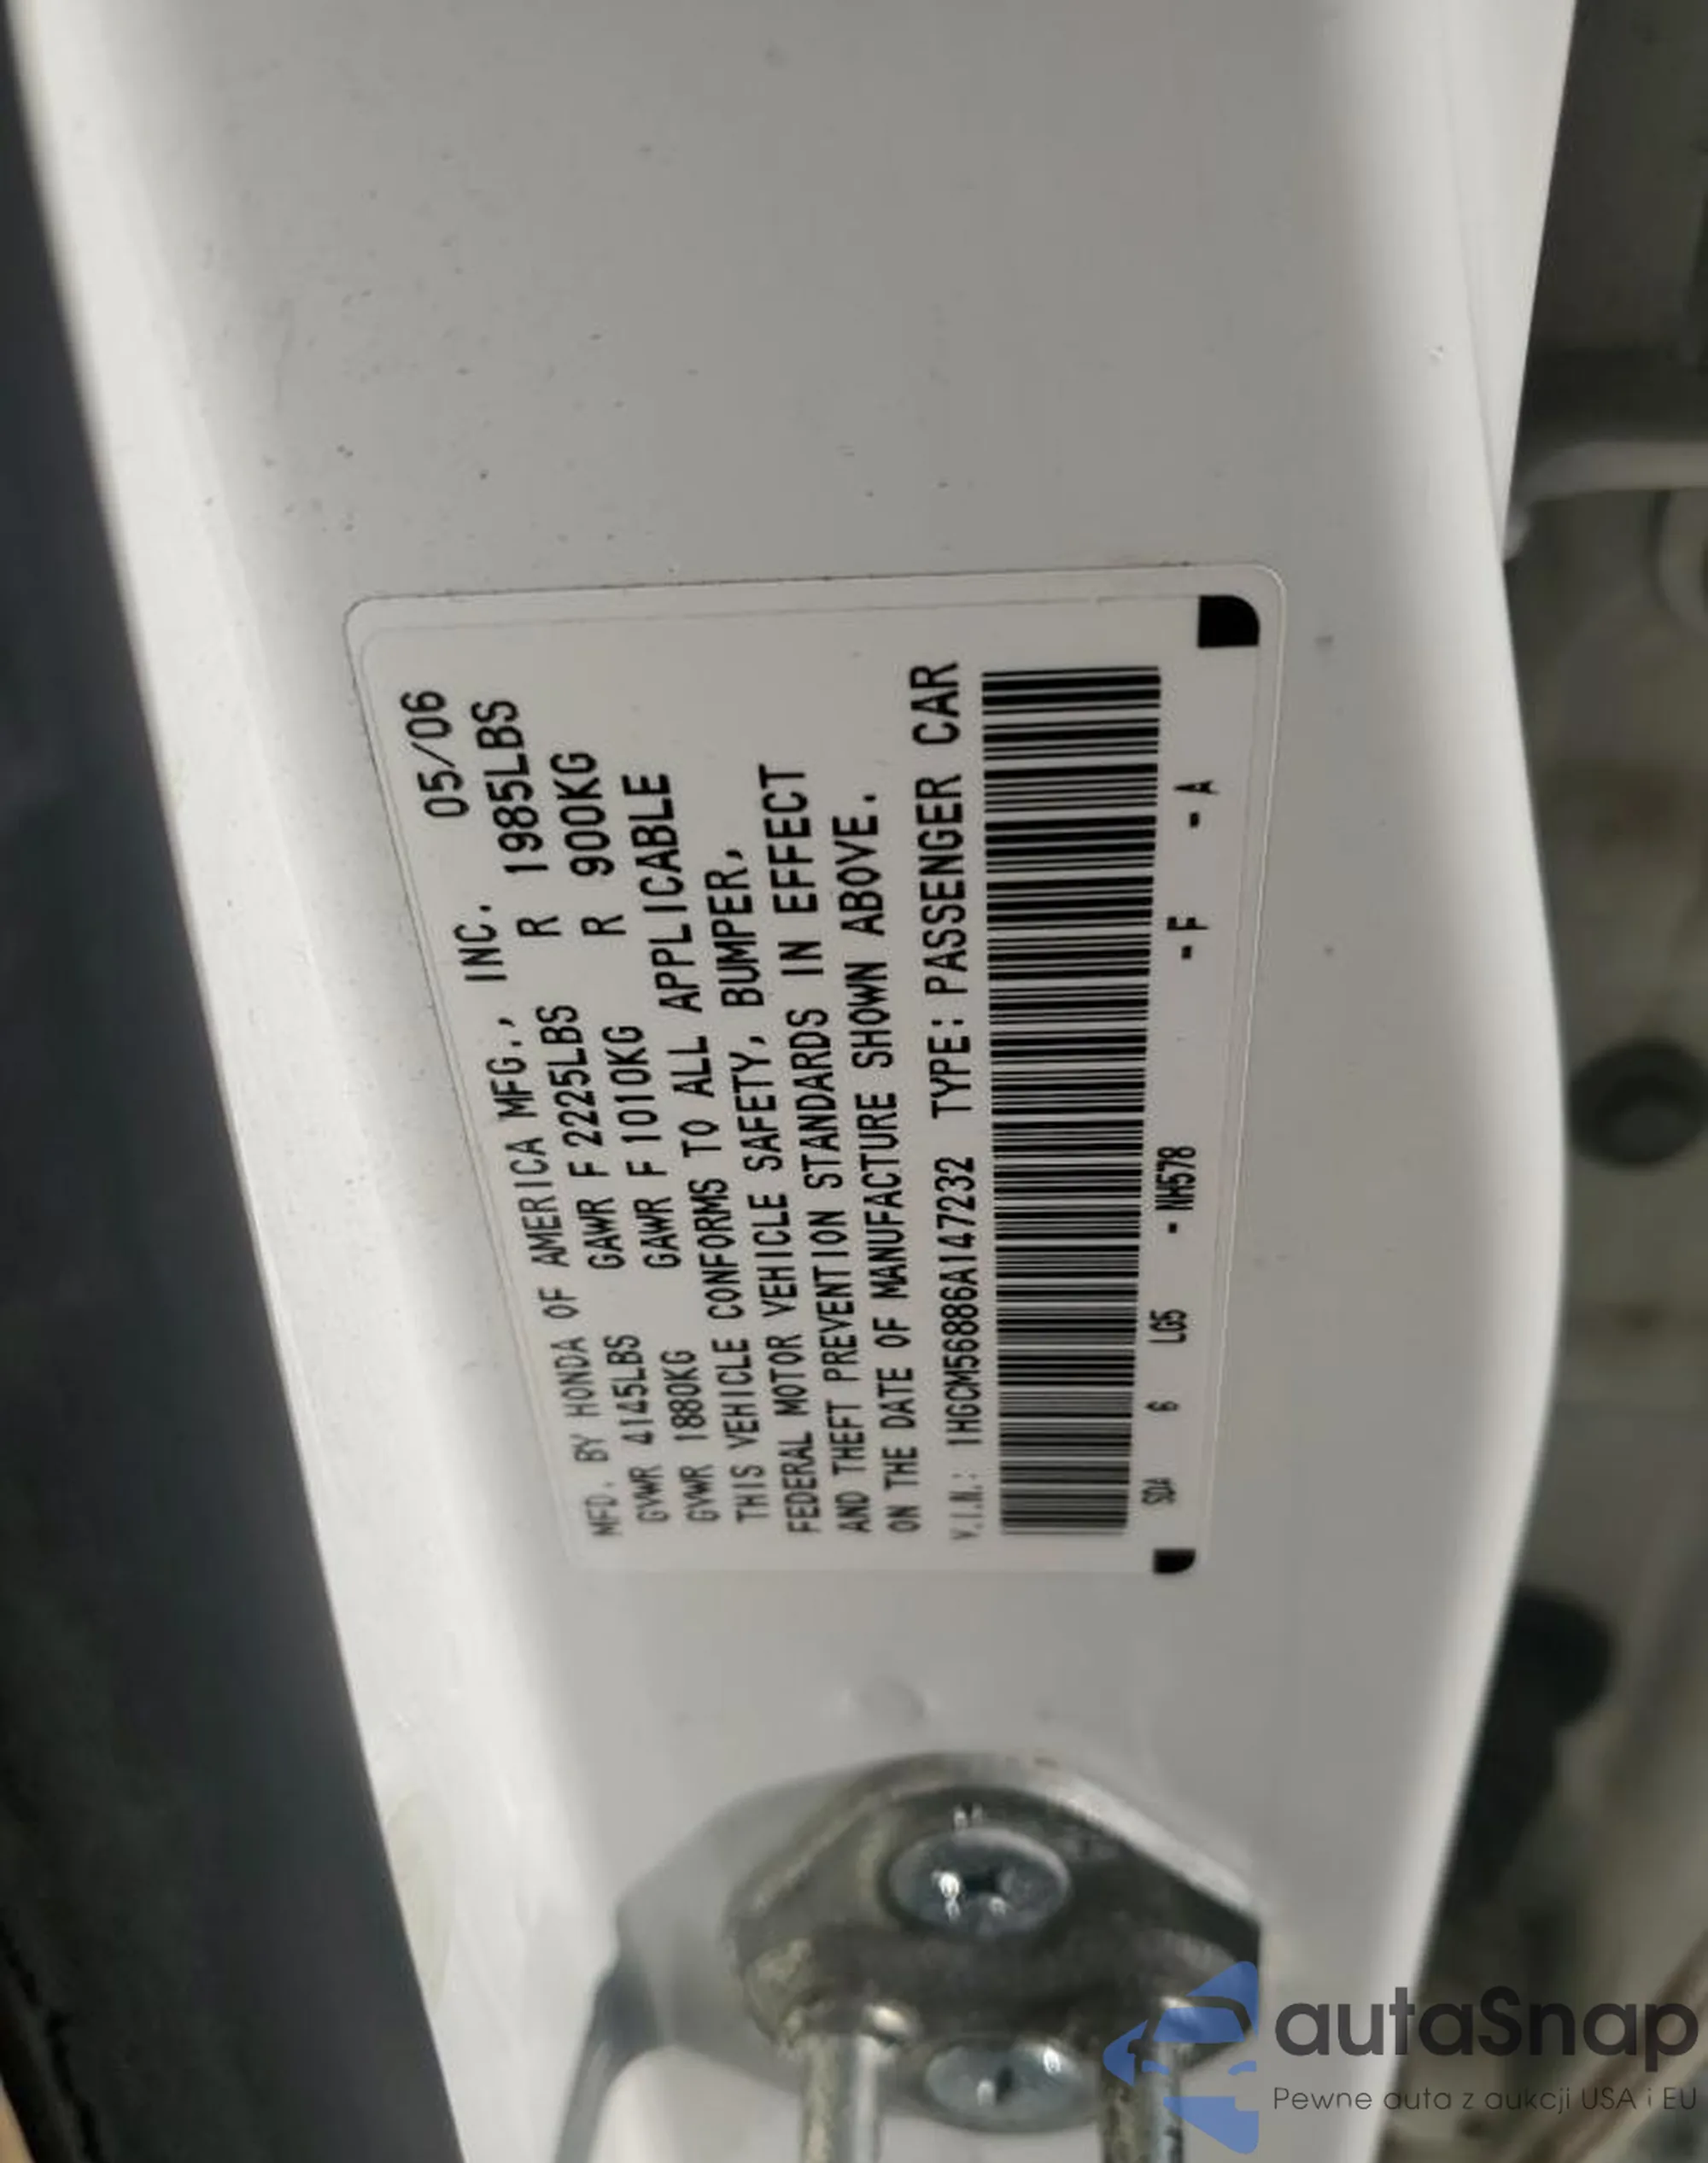 MFD. BY HONDA OF AMERICA MFG., INC. 05/06
GVWR 4145LBS GAWR F 2225LBS R 1985LBS
GVWR 1880KG GAWR F 1010KG R 900KG
THIS VEHICLE CONFORMS TO ALL APPLICABLE
FEDERAL MOTOR VEHICLE SAFETY, BUMPER,
AND THEFT PREVENTION STANDARDS IN EFFECT
ON THE DATE OF MANUFACTURE SHOWN ABOVE.
V.I.N.: 1HGCM56886A147232 TYPE: PASSENGER CAR
SDA 6 LG5 - NH578 - F - A
autaSnap
Pewne auta z aukcji USA i EU